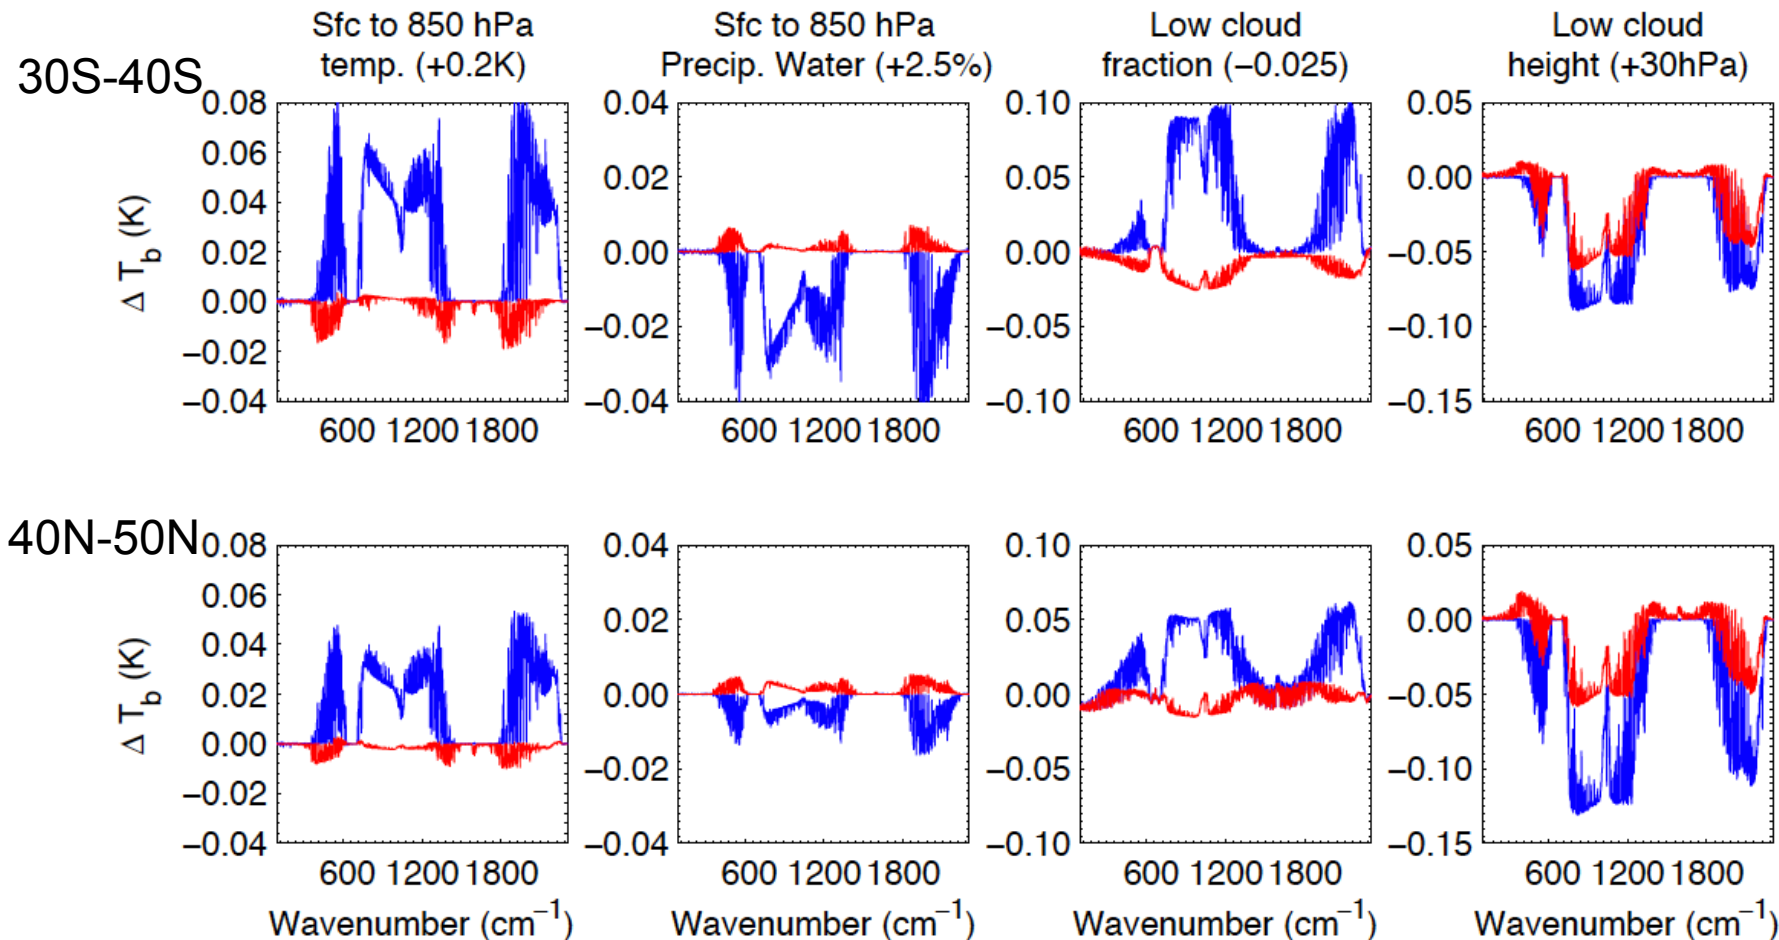 Sfc to 850 hPa
temp. (+0.2K)
Sfc to 850 hPa
Precip. Water (+2.5%)
Low cloud
fraction (−0.025)
Low cloud
height (+30hPa)
30S-40S
Δ T_b (K)
0.08
0.06
0.04
0.02
0.00
−0.02
−0.04
600 1200 1800
0.04
0.02
0.00
−0.02
−0.04
600 1200 1800
0.10
0.05
0.00
−0.05
−0.10
600 1200 1800
0.05
0.00
−0.05
−0.10
−0.15
600 1200 1800
40N-50N
Δ T_b (K)
0.08
0.06
0.04
0.02
0.00
−0.02
−0.04
600 1200 1800
Wavenumber (cm⁻¹)
0.04
0.02
0.00
−0.02
−0.04
600 1200 1800
Wavenumber (cm⁻¹)
0.10
0.05
0.00
−0.05
−0.10
600 1200 1800
Wavenumber (cm⁻¹)
0.05
0.00
−0.05
−0.10
−0.15
600 1200 1800
Wavenumber (cm⁻¹)